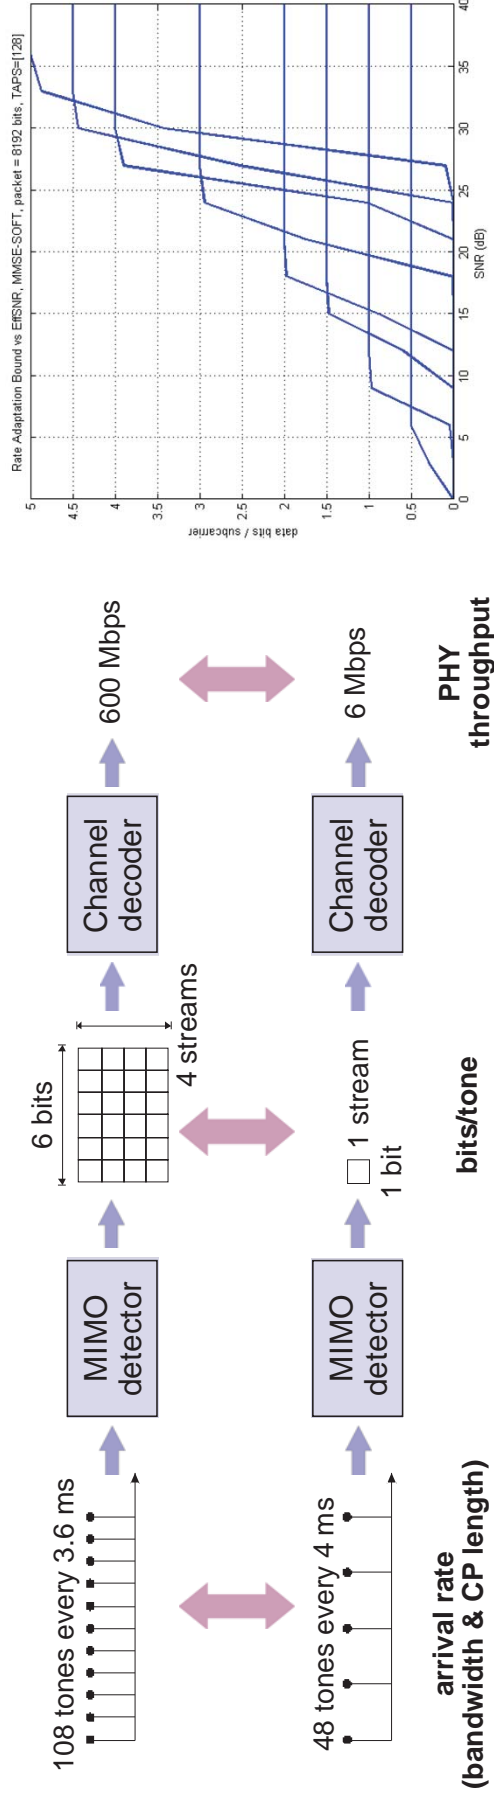 108 tones every 3.6 ms
MIMO
detector
6 bits
4 streams
Channel
decoder
600 Mbps
48 tones every 4 ms
MIMO
detector
1 stream
1 bit
Channel
decoder
6 Mbps
arrival rate
(bandwidth & CP length)
bits/tone
PHY
throughput
Rate Adaptation Bound vs EffSNR, MMSE-SOFT, packet = 8192 bits, TAPS=[128]
data bits / subcarrier
5
4.5
4
3.5
3
2.5
2
1.5
1
0.5
0
0
5
10
15
20
25
30
35
40
SNR (dB)